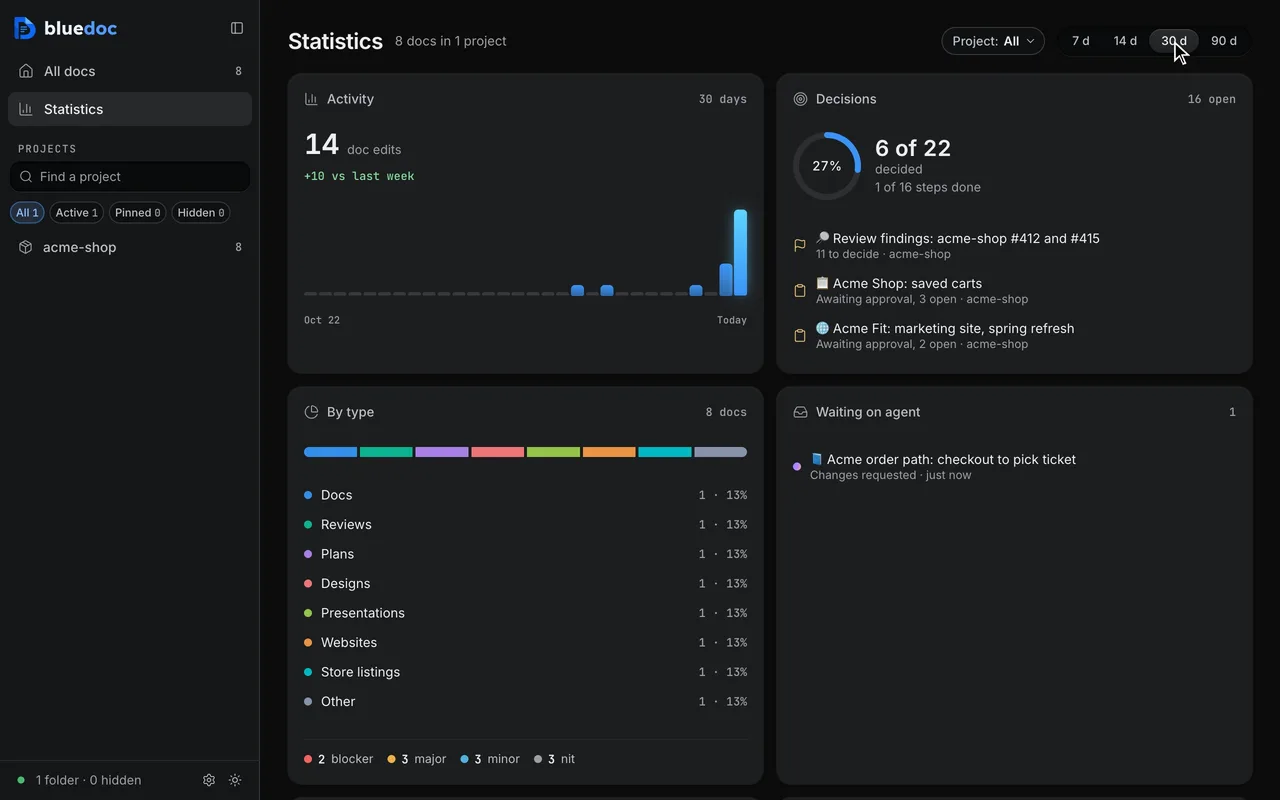 bluedoc
All docs 8
Statistics
PROJECTS
Find a project
All 1 Active 1 Pinned 0 Hidden 0
acme-shop 8
1 folder · 0 hidden
Statistics 8 docs in 1 project
Project: All 7 d 14 d 30 d 90 d
Activity 30 days
14 doc edits
+10 vs last week
Oct 22 Today
Decisions 16 open
27%
6 of 22
decided
1 of 16 steps done
Review findings: acme-shop #412 and #415
11 to decide · acme-shop
Acme Shop: saved carts
Awaiting approval, 3 open · acme-shop
Acme Fit: marketing site, spring refresh
Awaiting approval, 2 open · acme-shop
By type 8 docs
Docs 1 · 13%
Reviews 1 · 13%
Plans 1 · 13%
Designs 1 · 13%
Presentations 1 · 13%
Websites 1 · 13%
Store listings 1 · 13%
Other 1 · 13%
2 blocker 3 major 3 minor 3 nit
Waiting on agent 1
Acme order path: checkout to pick ticket
Changes requested · just now